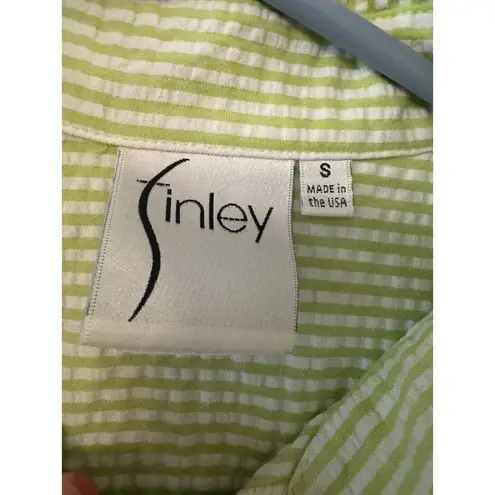 Finley
S
MADE in
the USA